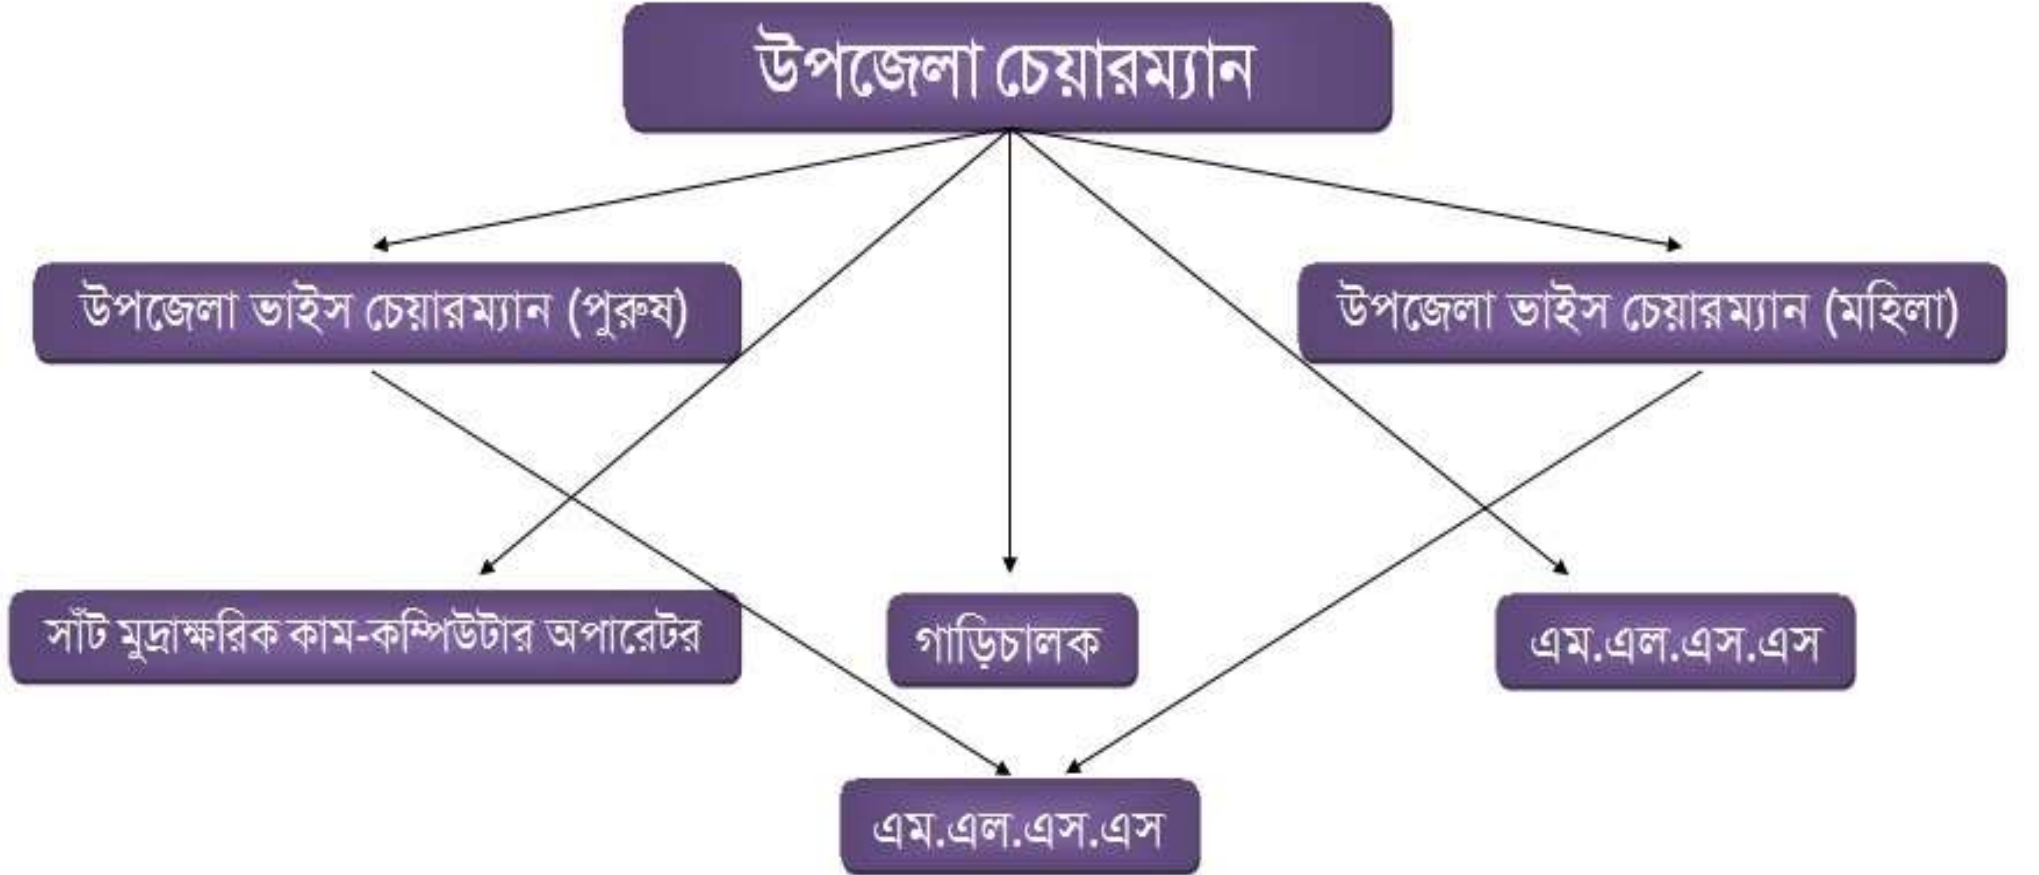 উপজেলা চেয়ারম্যান
উপজেলা ভাইস চেয়ারম্যান (পুরুষ)
উপজেলা ভাইস চেয়ারম্যান (মহিলা)
সাঁট মুদ্রাক্ষরিক কাম-কম্পিউটার অপারেটর
গাড়িচালক
এম.এল.এস.এস
এম.এল.এস.এস